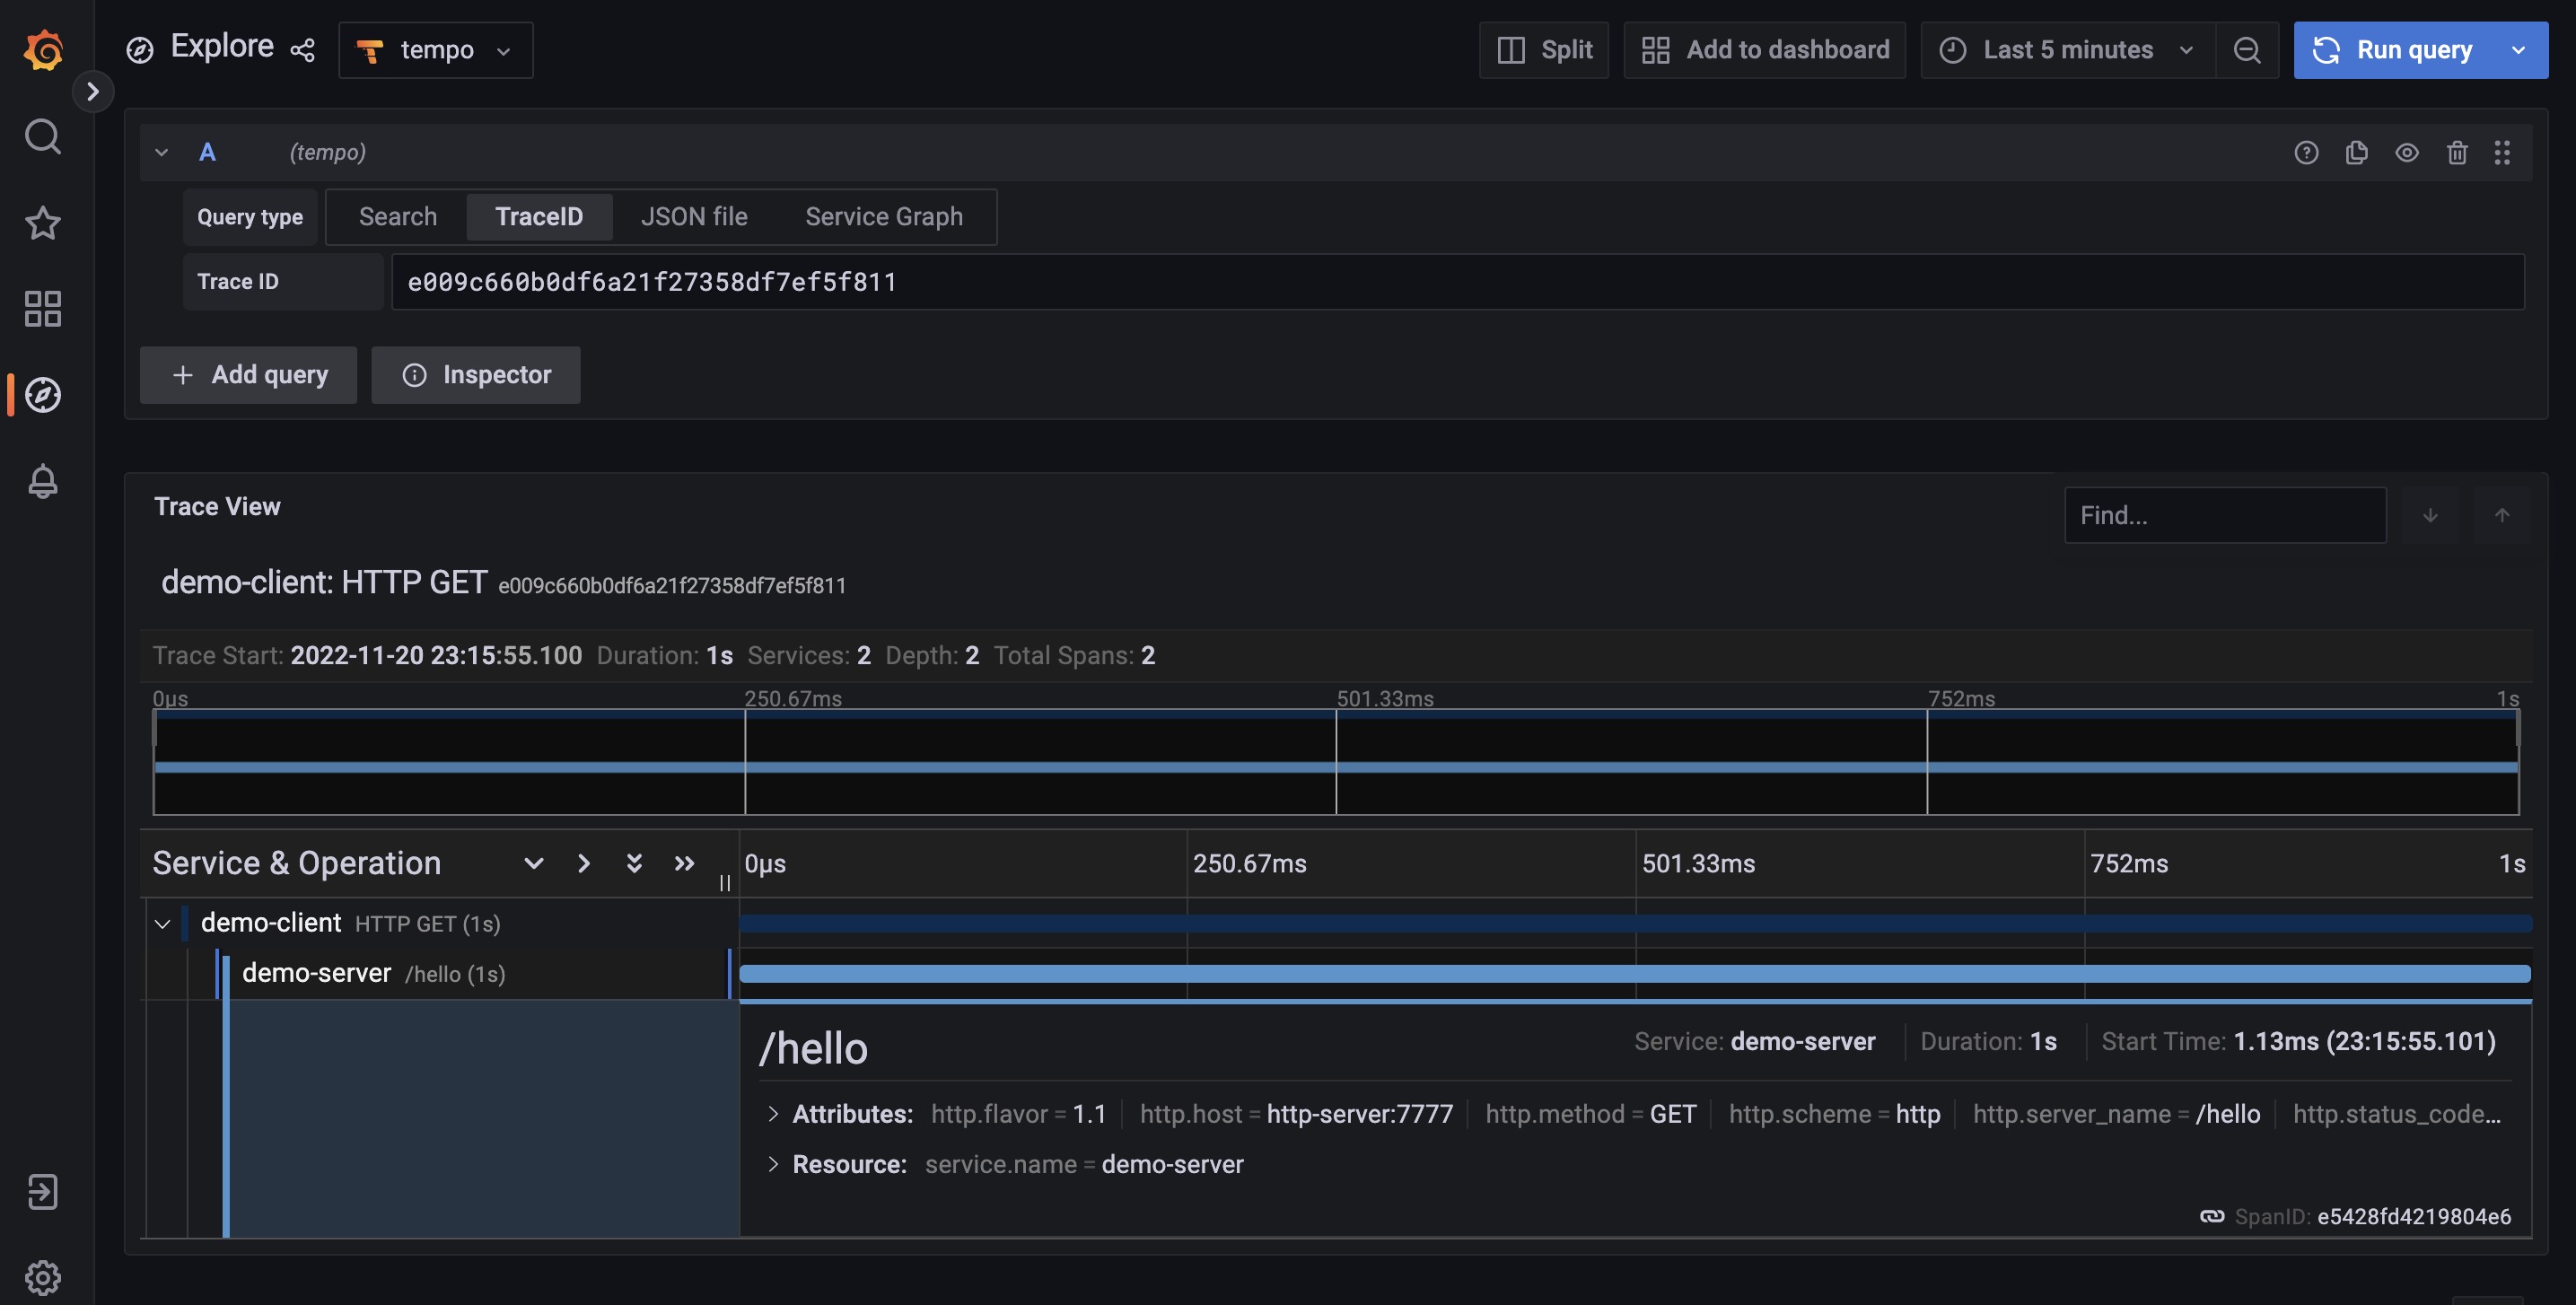 Explore tempo Split Add to dashboard Last 5 minutes Run query
A (tempo)
Query type Search TraceID JSON file Service Graph
Trace ID e009c660b0df6a21f27358df7ef5f811
+ Add query Inspector
Trace View Find...
demo-client: HTTP GET e009c660b0df6a21f27358df7ef5f811
Trace Start: 2022-11-20 23:15:55.100 Duration: 1s Services: 2 Depth: 2 Total Spans: 2
0μs 250.67ms 501.33ms 752ms 1s
Service & Operation 0μs 250.67ms 501.33ms 752ms 1s
demo-client HTTP GET (1s)
demo-server /hello (1s)
/hello Service: demo-server Duration: 1s Start Time: 1.13ms (23:15:55.101)
Attributes: http.flavor = 1.1 http.host = http-server:7777 http.method = GET http.scheme = http http.server_name = /hello http.status_code...
Resource: service.name = demo-server
SpanID: e5428fd4219804e6